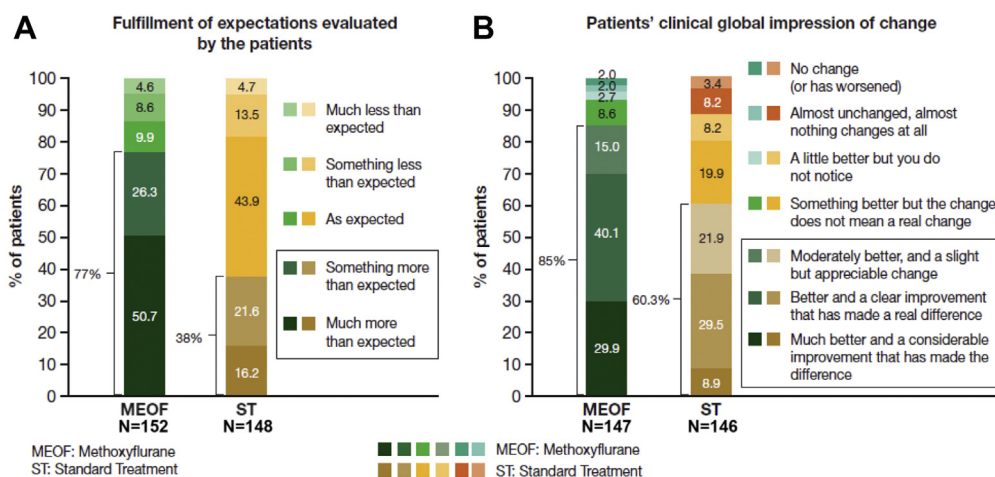 A
Fulfillment of expectations evaluated
by the patients
% of patients
100
90
80
70
60
50
40
30
20
10
0
4.6
8.6
9.9
26.3
50.7
77%
4.7
13.5
43.9
21.6
16.2
38%
MEOF
N=152
ST
N=148
Much less than
expected
Something less
than expected
As expected
Something more
than expected
Much more
than expected
MEOF: Methoxyflurane
ST: Standard Treatment
B
Patients’ clinical global impression of change
% of patients
100
90
80
70
60
50
40
30
20
10
0
2.0
2.0
2.7
8.6
15.0
40.1
29.9
85%
3.4
8.2
8.2
19.9
21.9
29.5
8.9
60.3%
MEOF
N=147
ST
N=146
No change
(or has worsened)
Almost unchanged, almost
nothing changes at all
A little better but you do
not notice
Something better but the change
does not mean a real change
Moderately better, and a slight
but appreciable change
Better and a clear improvement
that has made a real difference
Much better and a considerable
improvement that has made the
difference
MEOF: Methoxyflurane
ST: Standard Treatment